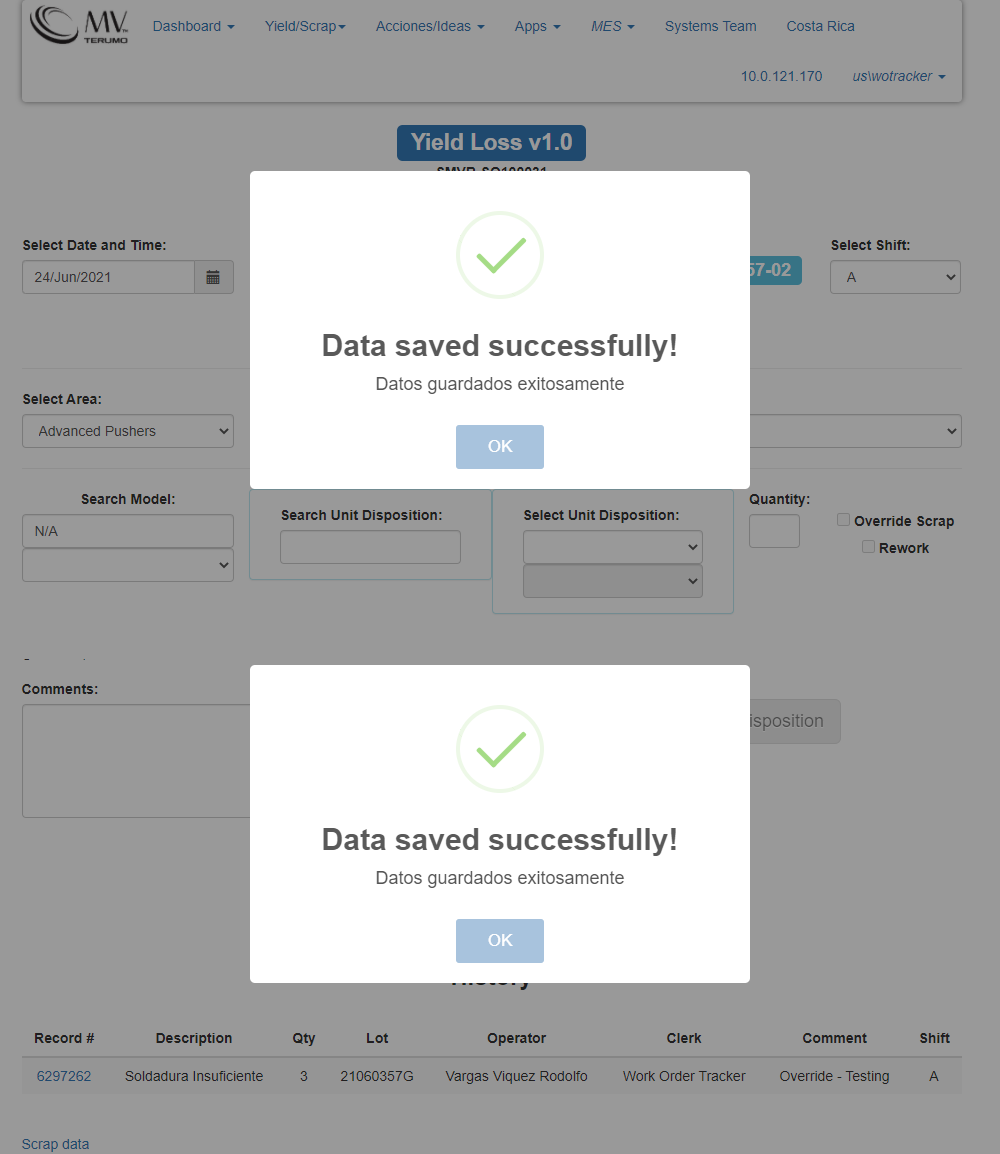 MV
TERUMO
Dashboard
Yield/Scrap
Acciones/Ideas
Apps
MES
Systems Team
Costa Rica
10.0.121.170
us\wotracker
Yield Loss v1.0
Select Date and Time:
Select Shift:
24/Jun/2021
57-02
A
Data saved successfully!
Datos guardados exitosamente
OK
Select Area:
Advanced Pushers
Search Model:
N/A
Search Unit Disposition:
Select Unit Disposition:
Quantity:
Override Scrap
Rework
Comments:
isposition
Data saved successfully!
Datos guardados exitosamente
OK
History
Record # Description Qty Lot Operator Clerk Comment Shift
6297262 Soldadura Insuficiente 3 21060357G Vargas Viquez Rodolfo Work Order Tracker Override - Testing A
Scrap data